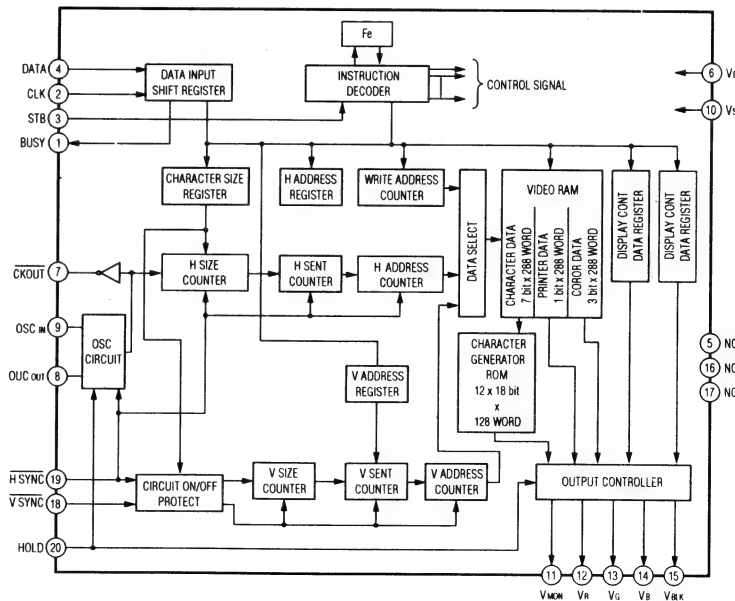 Fe
DATA
4
DATA INPUT
SHIFT REGISTER
INSTRUCTION
DECODER
CONTROL SIGNAL
6
CLK
2
STB
3
10
BUSY
1
CHARACTER SIZE
REGISTER
H ADDRESS
REGISTER
WRITE ADDRESS
COUNTER
DATA SELECT
VIDEO RAM
CHARACTER DATA
7 bit x 288 WORD
PRINTER DATA
1 bit x 288 WORD
COROR DATA
3 bit x 288 WORD
DISPLAY CONT
DATA REGISTER
DISPLAY CONT
DATA REGISTER
CKOUT
7
H SIZE
COUNTER
H SENT
COUNTER
H ADDRESS
COUNTER
OSC IN
9
OSC
CIRCUIT
OUC OUT
8
CHARACTER
GENERATOR
ROM
12 x 18 bit
x
128 WORD
5 NC
16 NC
17 NC
V ADDRESS
REGISTER
H SYNC
19
V SYNC
18
CIRCUIT ON/OFF
PROTECT
V SIZE
COUNTER
V SENT
COUNTER
V ADDRESS
COUNTER
OUTPUT CONTROLLER
HOLD
20
11
12
13
14
15
VMON
VR
VG
VB
VBLK